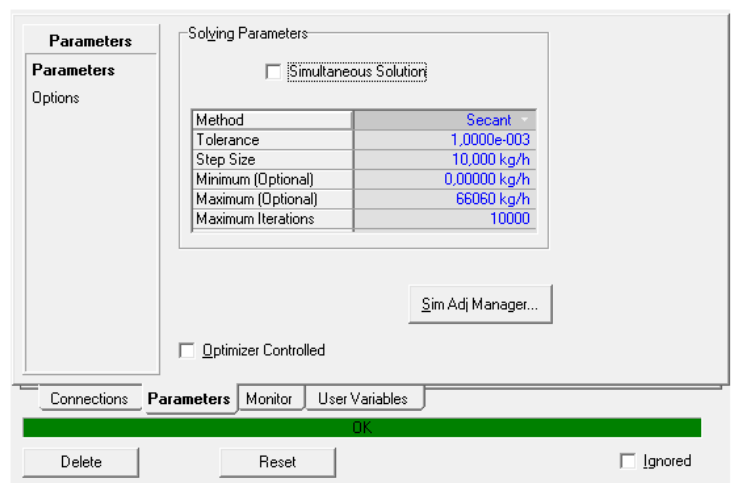 Parameters
Parameters
Options
Solving Parameters
Simultaneous Solution
Method Secant
Tolerance 1,0000e-003
Step Size 10,000 kg/h
Minimum (Optional) 0,00000 kg/h
Maximum (Optional) 66060 kg/h
Maximum Iterations 10000
Sim Adj Manager...
Optimizer Controlled
Connections Parameters Monitor User Variables
OK
Delete Reset Ignored